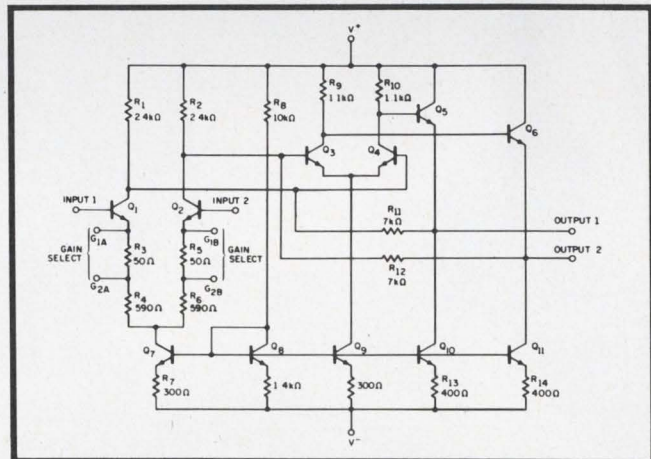 V+
R1
2.4kΩ
R2
2.4kΩ
R8
10kΩ
R9
1.1kΩ
R10
1.1kΩ
Q5
Q6
Q3
Q4
INPUT 1
Q1
Q2
INPUT 2
G1A
G1B
GAIN
SELECT
R3
50Ω
R5
50Ω
GAIN
SELECT
G2A
G2B
R4
590Ω
R6
590Ω
R11
7kΩ
OUTPUT 1
R12
7kΩ
OUTPUT 2
Q7
Q8
Q9
Q10
Q11
R7
300Ω
1.4kΩ
300Ω
R13
400Ω
R14
400Ω
V-